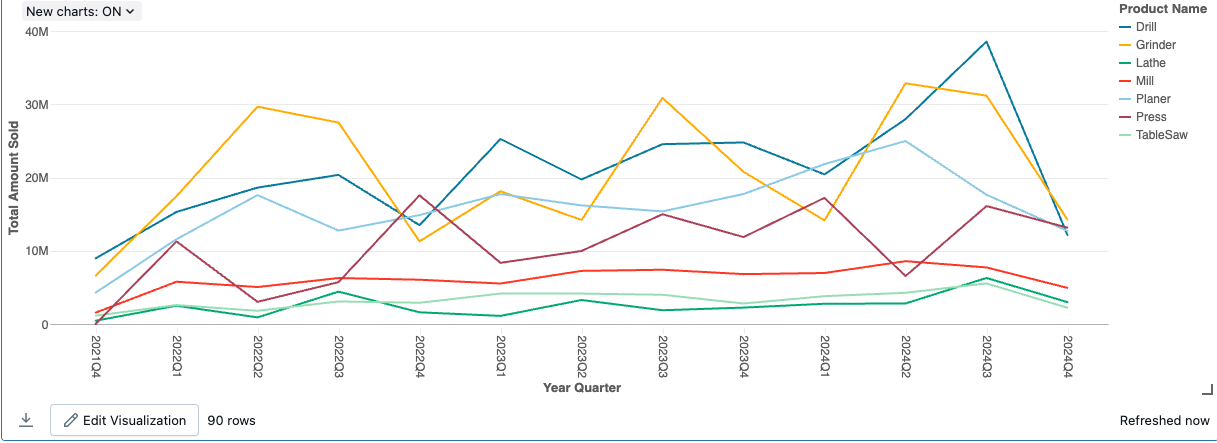 New charts: ON
Product Name
Drill
Grinder
Lathe
Mill
Planer
Press
TableSaw
Total Amount Sold
40M
30M
20M
10M
0
2021Q4
2022Q1
2022Q2
2022Q3
2022Q4
2023Q1
2023Q2
2023Q3
2023Q4
2024Q1
2024Q2
2024Q3
2024Q4
Year Quarter
Edit Visualization
90 rows
Refreshed now